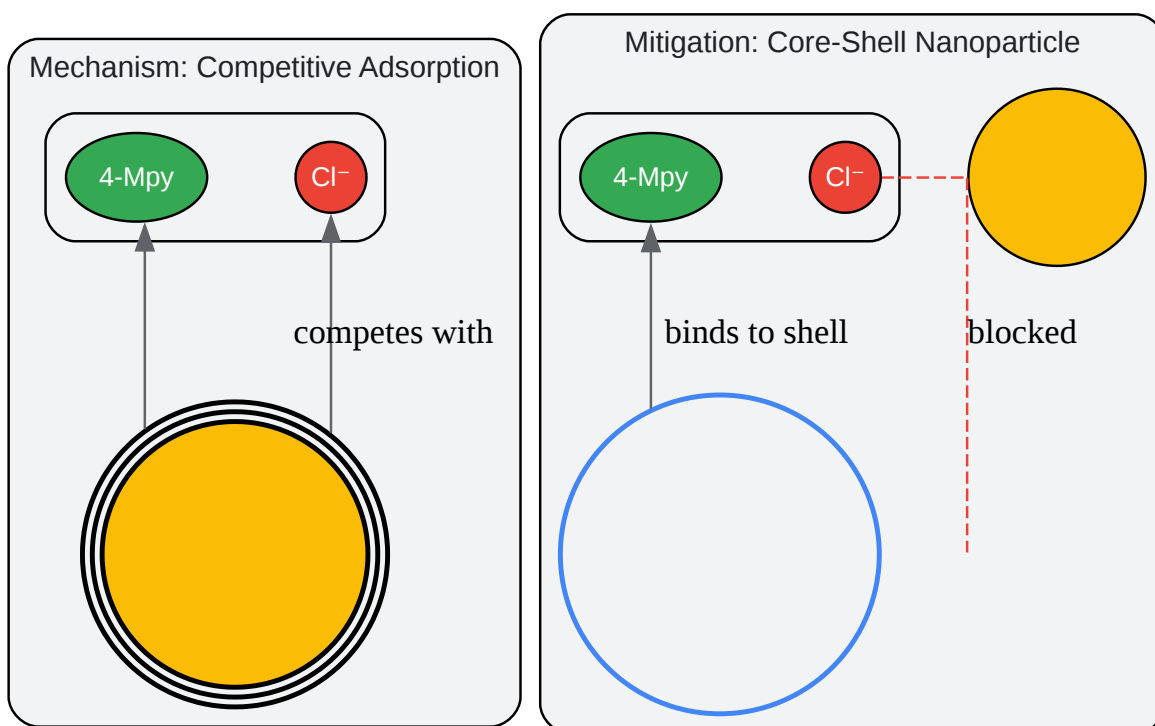 Mechanism: Competitive Adsorption
4-Mpy
Cl⁻
competes with
Mitigation: Core-Shell Nanoparticle
4-Mpy
Cl⁻
binds to shell
blocked